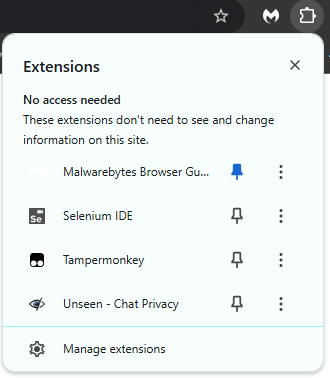 Extensions
No access needed
These extensions don't need to see and change
information on this site.
Malwarebytes Browser Gu...
Se
Selenium IDE
Tampermonkey
Unseen - Chat Privacy
Manage extensions